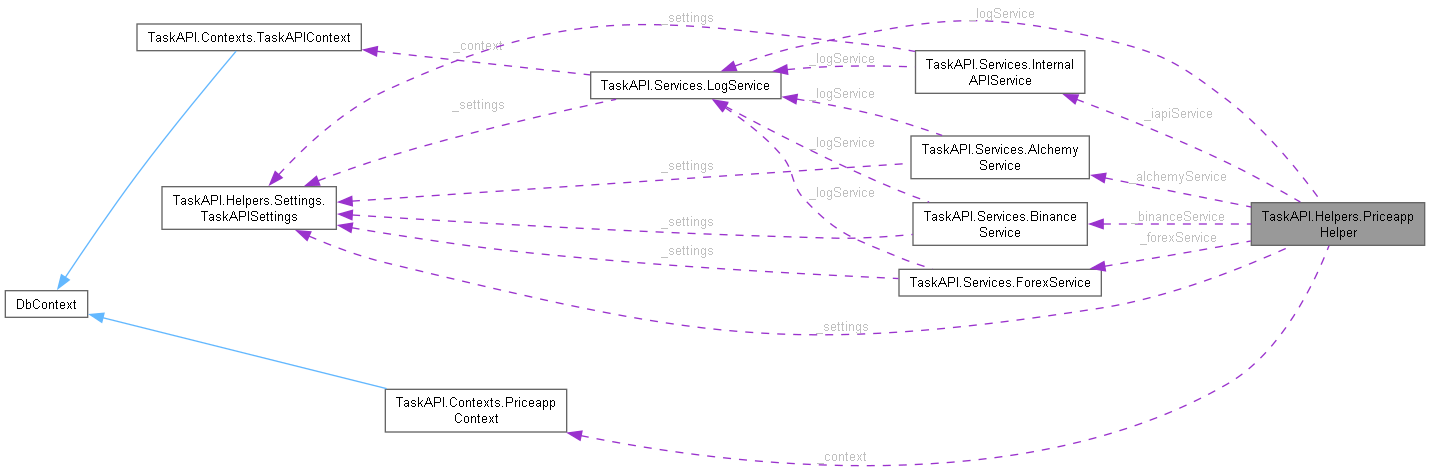 _settings
_logService
TaskAPI.Contexts.TaskAPIContext
_context
_logService
TaskAPI.Services.Internal
APIService
TaskAPI.Services.LogService
_logService
_settings
_iapiService
_logService
TaskAPI.Services.Alchemy
Service
_settings
_alchemyService
_logService
TaskAPI.Helpers.Settings.
TaskAPISettings
_settings
TaskAPI.Services.Binance
Service
_binanceService
TaskAPI.Helpers.Priceapp
Helper
_forexService
_settings
TaskAPI.Services.ForexService
DbContext
_settings
TaskAPI.Contexts.Priceapp
Context
_context